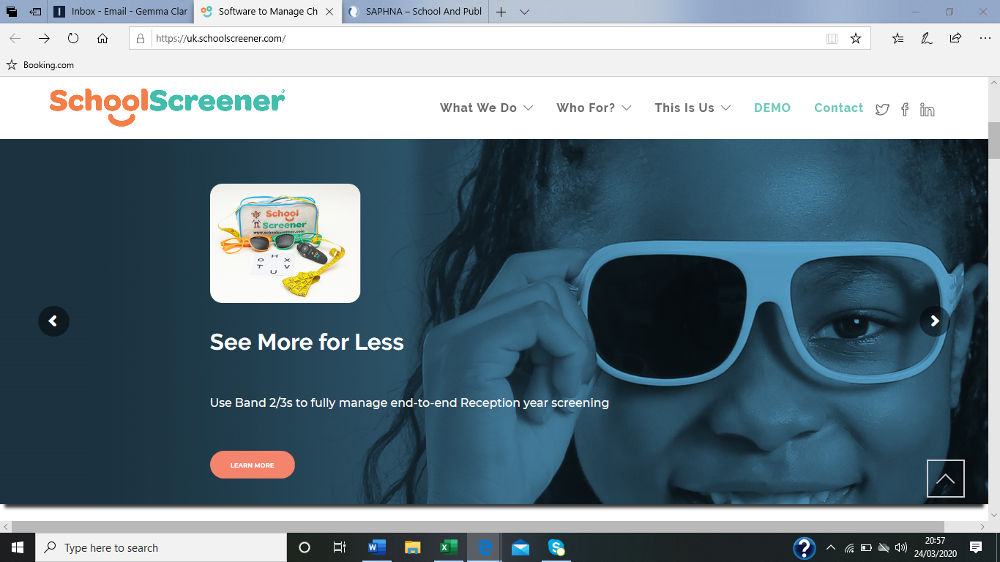 Inbox - Email - Gemma Clar
Software to Manage Ch
SAPHNA – School And Publ
https://uk.schoolscreener.com/
Booking.com
SchoolScreener
What We Do
Who For?
This Is Us
DEMO
Contact
School
Screener
www.schoolscreener.com
H
O X
T V
U
See More for Less
Use Band 2/3s to fully manage end-to-end Reception year screening
LEARN MORE
Type here to search
20:57
24/03/2020